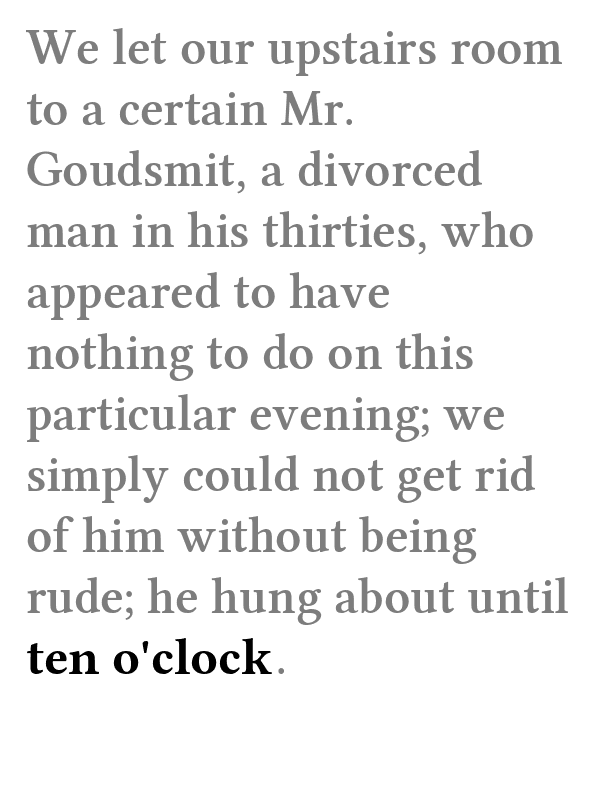 We let our upstairs room
to a certain Mr.
Goudsmit, a divorced
man in his thirties, who
appeared to have
nothing to do on this
particular evening; we
simply could not get rid
of him without being
rude; he hung about until
ten o'clock.